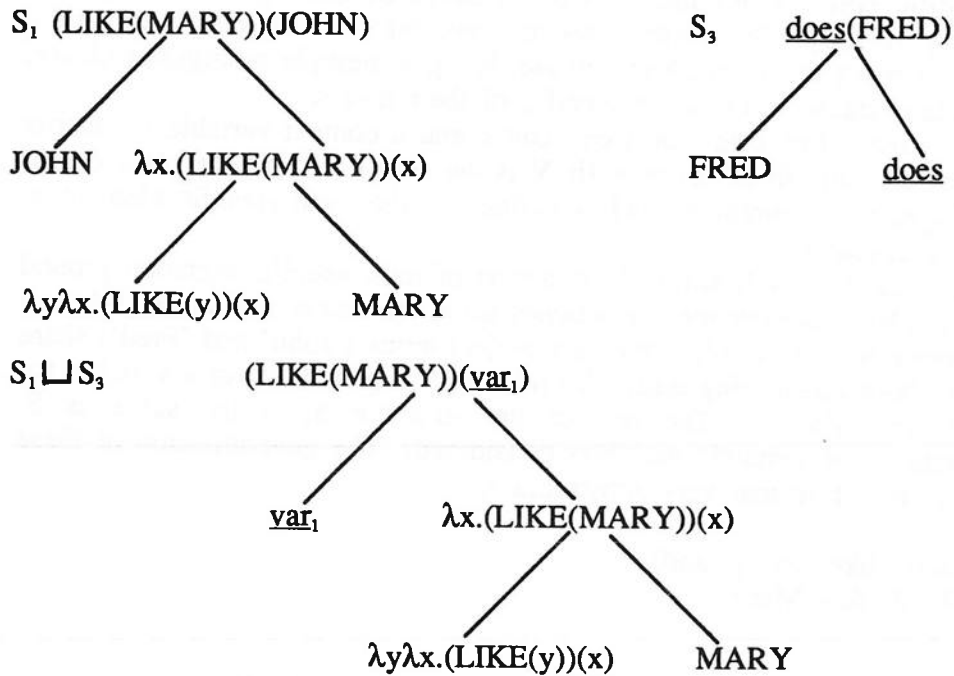 S₁ (LIKE(MARY))(JOHN)
S₃ does(FRED)
JOHN λx.(LIKE(MARY))(x)
FRED does
λyλx.(LIKE(y))(x) MARY
S₁⊔S₃ (LIKE(MARY))(var₁)
var₁ λx.(LIKE(MARY))(x)
λyλx.(LIKE(y))(x) MARY